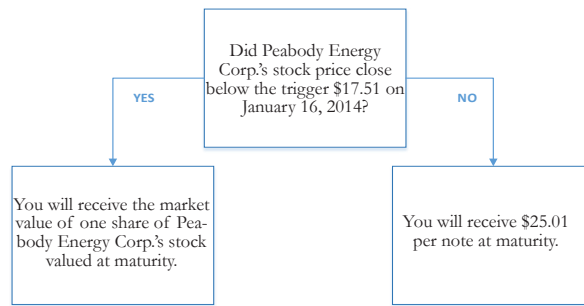 Did Peabody Energy
Corp.'s stock price close
below the trigger $17.51 on
January 16, 2014?
YES
NO
You will receive the market
value of one share of Pea-
body Energy Corp.'s stock
valued at maturity.
You will receive $25.01
per note at maturity.